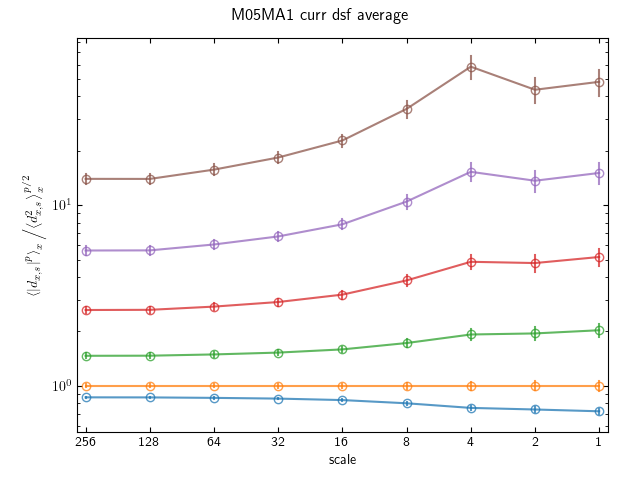 M05MA1 curr dsf average
⟨|d_{x,s}|^p⟩_x / ⟨d_{x,s}^2⟩_x^{p/2}
10^1
10^0
256 128 64 32 16 8 4 2 1
scale